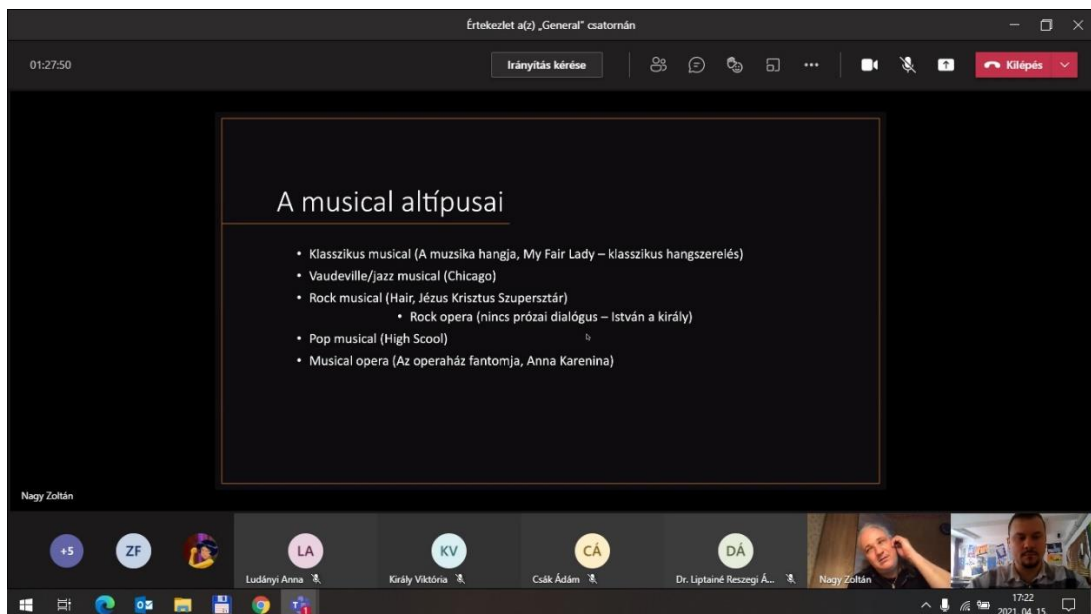 Értekezlet a(z) „General” csatornán
01:27:50
Irányítás kérése
Kilépés
A musical altípusai
• Klasszikus musical (A muzsika hangja, My Fair Lady – klasszikus hangszerelés)
• Vaudeville/jazz musical (Chicago)
• Rock musical (Hair, Jézus Krisztus Szupersztár)
• Rock opera (nincs prózai dialógus – István a király)
• Pop musical (High Scool)
• Musical opera (Az operaház fantomja, Anna Karenina)
Nagy Zoltán
+5
ZF
LA
KV
CÁ
DÁ
Ludányi Anna
Király Viktória
Csák Ádám
Dr. Liptainé Reszegi Á...
Nagy Zoltán
17:22
2021. 04. 15.